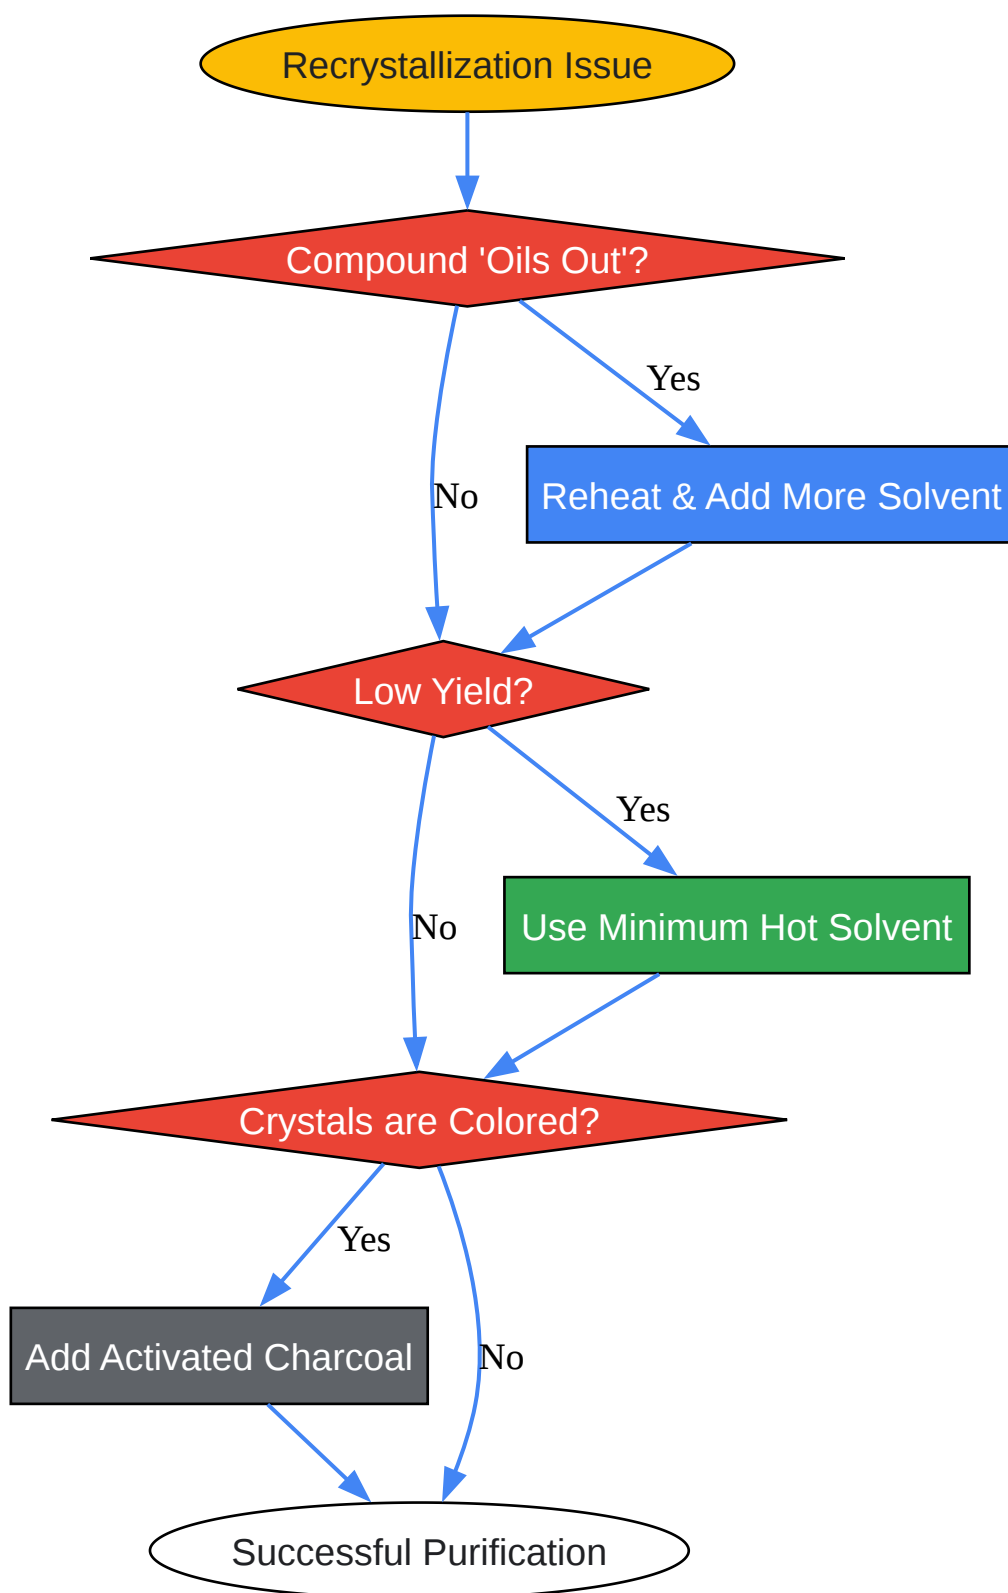 Recrystallization Issue
Compound 'Oils Out'?
Yes
No
Reheat & Add More Solvent
Low Yield?
Yes
No
Use Minimum Hot Solvent
Crystals are Colored?
Yes
Add Activated Charcoal
No
Successful Purification